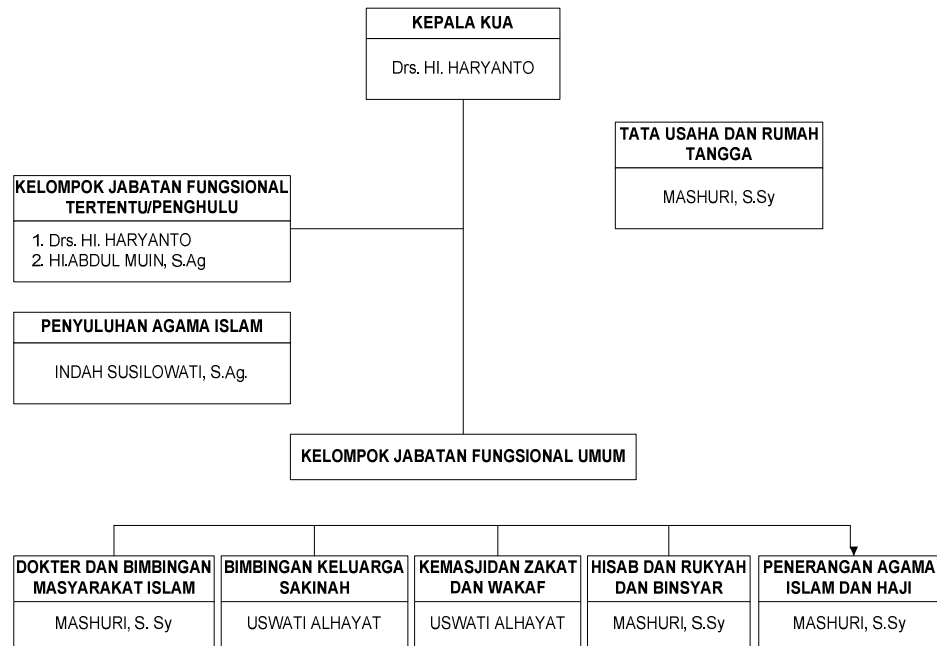 KEPALA KUA
Drs. HI. HARYANTO
TATA USAHA DAN RUMAH
TANGGA
MASHURI, S.Sy
KELOMPOK JABATAN FUNGSIONAL
TERTENTU/PENGHULU
1. Drs. HI. HARYANTO
2. HI.ABDUL MUIN, S.Ag
PENYULUHAN AGAMA ISLAM
INDAH SUSILOWATI, S.Ag.
KELOMPOK JABATAN FUNGSIONAL UMUM
DOKTER DAN BIMBINGAN
MASYARAKAT ISLAM
MASHURI, S. Sy
BIMBINGAN KELUARGA
SAKINAH
USWATI ALHAYAT
KEMASJIDAN ZAKAT
DAN WAKAF
USWATI ALHAYAT
HISAB DAN RUKYAH
DAN BINSYAR
MASHURI, S.Sy
PENERANGAN AGAMA
ISLAM DAN HAJI
MASHURI, S.Sy